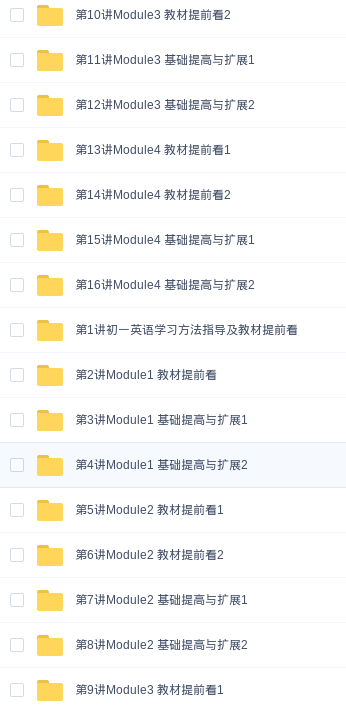 第10讲Module3 教材提前看2
第11讲Module3 基础提高与扩展1
第12讲Module3 基础提高与扩展2
第13讲Module4 教材提前看1
第14讲Module4 教材提前看2
第15讲Module4 基础提高与扩展1
第16讲Module4 基础提高与扩展2
第1讲初一英语学习方法指导及教材提前看
第2讲Module1 教材提前看
第3讲Module1 基础提高与扩展1
第4讲Module1 基础提高与扩展2
第5讲Module2 教材提前看1
第6讲Module2 教材提前看2
第7讲Module2 基础提高与扩展1
第8讲Module2 基础提高与扩展2
第9讲Module3 教材提前看1